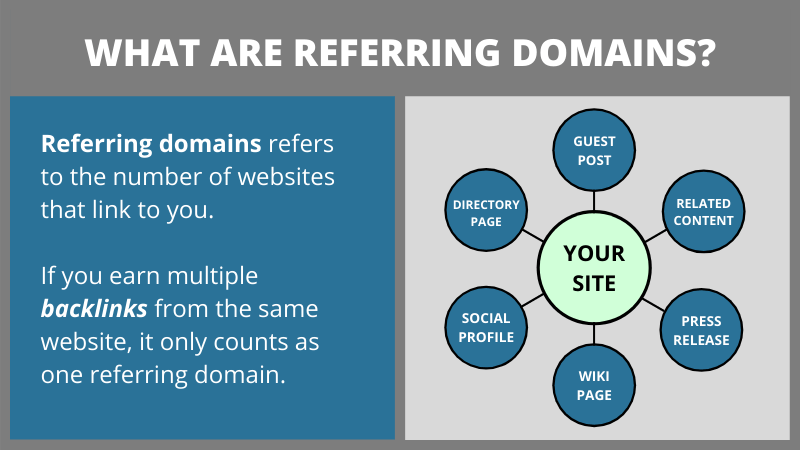 WHAT ARE REFERRING DOMAINS?
Referring domains refers
to the number of websites
that link to you.
If you earn multiple
backlinks from the same
website, it only counts as
one referring domain.
GUEST
POST
DIRECTORY
PAGE
RELATED
CONTENT
YOUR
SITE
SOCIAL
PROFILE
PRESS
RELEASE
WIKI
PAGE